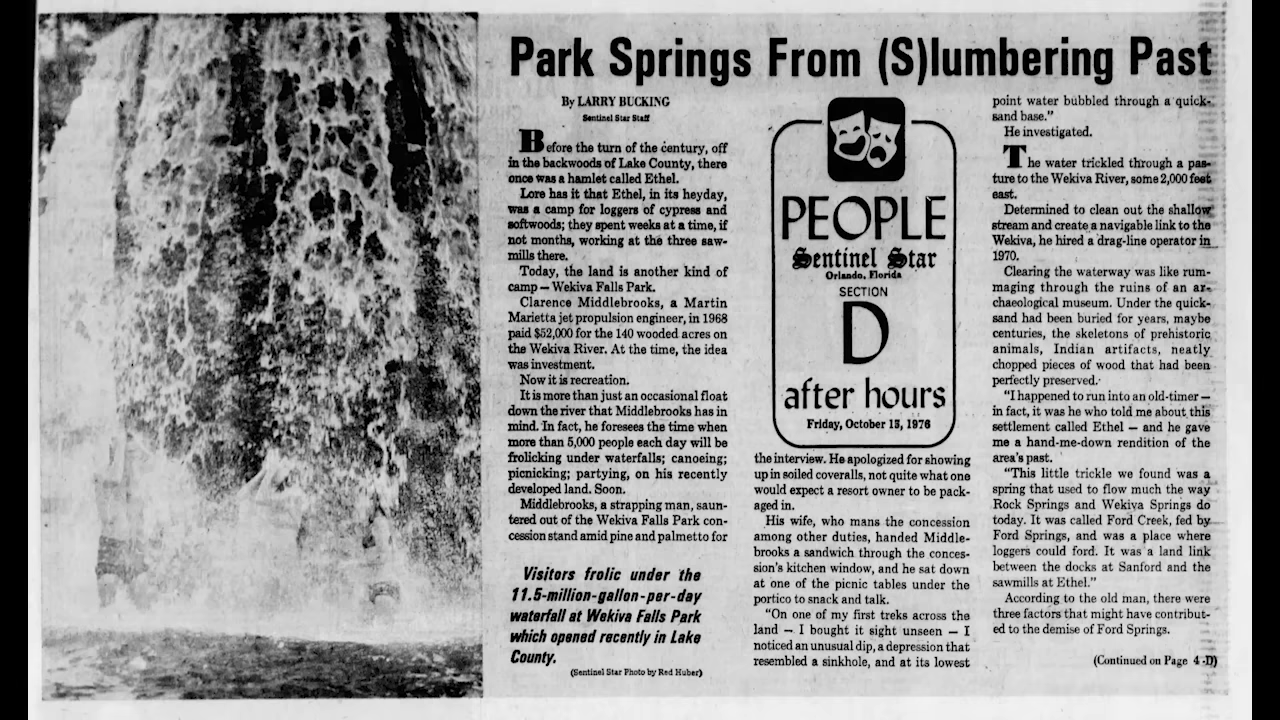 Park Springs From (S)lumbering Past
By LARRY BUCKING
Sentinel Star Staff
Before the turn of the century, off
in the backwoods of Lake County, there
once was a hamlet called Ethel.
Lore has it that Ethel, in its heyday,
was a camp for loggers of cypress and
softwoods; they spent weeks at a time, if
not months, working at the three saw-
mills there.
Today, the land is another kind of
camp — Wekiva Falls Park.
Clarence Middlebrooks, a Martin
Marietta jet propulsion engineer, in 1968
paid $52,000 for the 140 wooded acres on
the Wekiva River. At the time, the idea
was investment.
Now it is recreation.
It is more than just an occasional float
down the river that Middlebrooks has in
mind. In fact, he foresees the time when
more than 5,000 people each day will be
frolicking under waterfalls; canoeing;
picnicking; partying, on his recently
developed land. Soon.
Middlebrooks, a strapping man, saun-
tered out of the Wekiva Falls Park con-
cession stand amid pine and palmetto for
Visitors frolic under the
11.5-million-gallon-per-day
waterfall at Wekiva Falls Park
which opened recently in Lake
County.
(Sentinel Star Photo by Red Huber)
PEOPLE
Sentinel Star
Orlando, Florida
SECTION
D
after hours
Friday, October 15, 1976
the interview. He apologized for showing
up in soiled coveralls, not quite what one
would expect a resort owner to be pack-
aged in.
His wife, who mans the concession
among other duties, handed Middle-
brooks a sandwich through the conces-
sion's kitchen window, and he sat down
at one of the picnic tables under the
portico to snack and talk.
"On one of my first treks across the
land — I bought it sight unseen — I
noticed an unusual dip, a depression that
resembled a sinkhole, and at its lowest
point water bubbled through a quick-
sand base."
He investigated.
The water trickled through a pas-
ture to the Wekiva River, some 2,000 feet
east.
Determined to clean out the shallow
stream and create a navigable link to the
Wekiva, he hired a drag-line operator in
1970.
Clearing the waterway was like rum-
maging through the ruins of an ar-
chaeological museum. Under the quick-
sand had been buried for years, maybe
centuries, the skeletons of prehistoric
animals, Indian artifacts, neatly
chopped pieces of wood that had been
perfectly preserved.
"I happened to run into an old-timer —
in fact, it was he who told me about this
settlement called Ethel — and he gave
me a hand-me-down rendition of the
area's past.
"This little trickle we found was a
spring that used to flow much the way
Rock Springs and Wekiva Springs do
today. It was called Ford Creek, fed by
Ford Springs, and was a place where
loggers could ford. It was a land link
between the docks at Sanford and the
sawmills at Ethel."
According to the old man, there were
three factors that might have contribut-
ed to the demise of Ford Springs.
(Continued on Page 4-D)